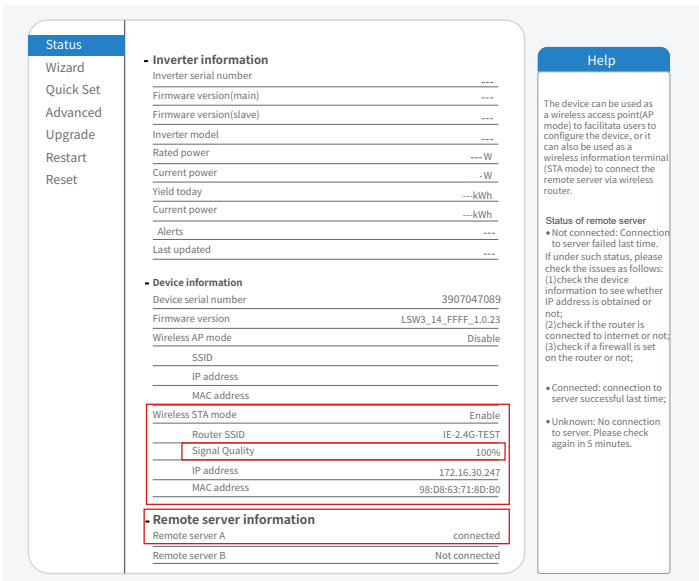 Status
Wizard
Quick Set
Advanced
Upgrade
Restart
Reset
- Inverter information
Inverter serial number ---
Firmware version(main) ---
Firmware version(slave) ---
Inverter model ---
Rated power --- W
Current power --- W
Yield today ---kWh
Current power ---kWh
Alerts ---
Last updated ---
- Device information
Device serial number 3907047089
Firmware version LSW3_14_FFFF_1.0.23
Wireless AP mode Disable
SSID
IP address
MAC address
Wireless STA mode Enable
Router SSID IE-2.4G-TEST
Signal Quality 100%
IP address 172.16.30.247
MAC address 98:D8:63:71:8D:B0
- Remote server information
Remote server A connected
Remote server B Not connected
Help
The device can be used as
a wireless access point(AP
mode) to facilitata users to
configure the device, or it
can also be used as a
wireless information terminal
(STA mode) to connect the
remote server via wireless
router.
Status of remote server
◆Not connected: Connection
to server failed last time.
If under such status, please
check the issues as follows:
(1)check the device
information to see whether
IP address is obtained or
not;
(2)check if the router is
connected to internet or not;
(3)check if a firewall is set
on the router or not;
◆Connected: connection to
server successful last time;
◆Unknown: No connection
to server. Please check
again in 5 minutes.